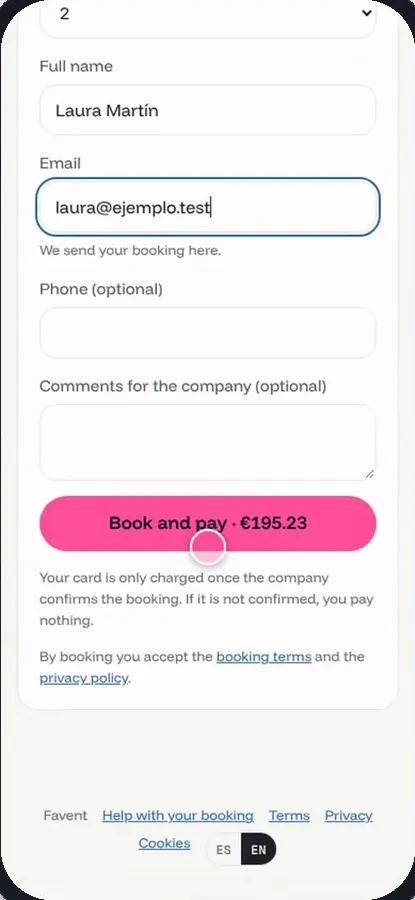 2
Full name
Laura Martín
Email
laura@ejemplo.test
We send your booking here.
Phone (optional)
Comments for the company (optional)
Book and pay · €195.23
Your card is only charged once the company
confirms the booking. If it is not confirmed, you pay
nothing.
By booking you accept the booking terms and the
privacy policy.
Favent Help with your booking Terms Privacy
Cookies ES EN